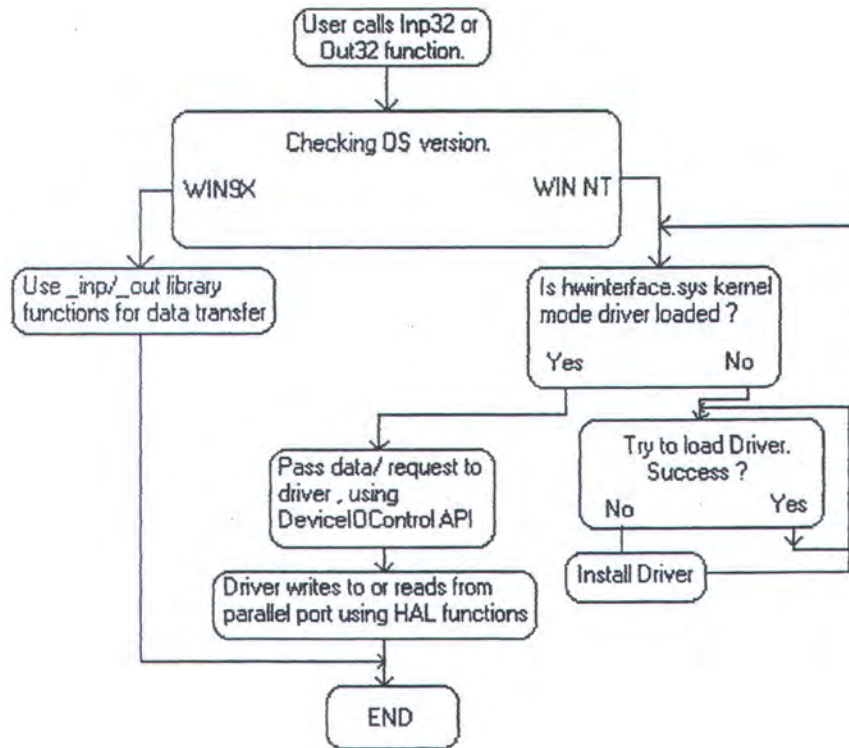 User calls Inp32 or
Out32 function.
Checking OS version.
WIN9X
WIN NT
Use _inp/_out library
functions for data transfer
Is hwinterface.sys kernel
mode driver loaded ?
Yes
No
Pass data/ request to
driver , using
DeviceIOControl API
Try to load Driver.
Success ?
No
Yes
Install Driver
Driver writes to or reads from
parallel port using HAL functions
END